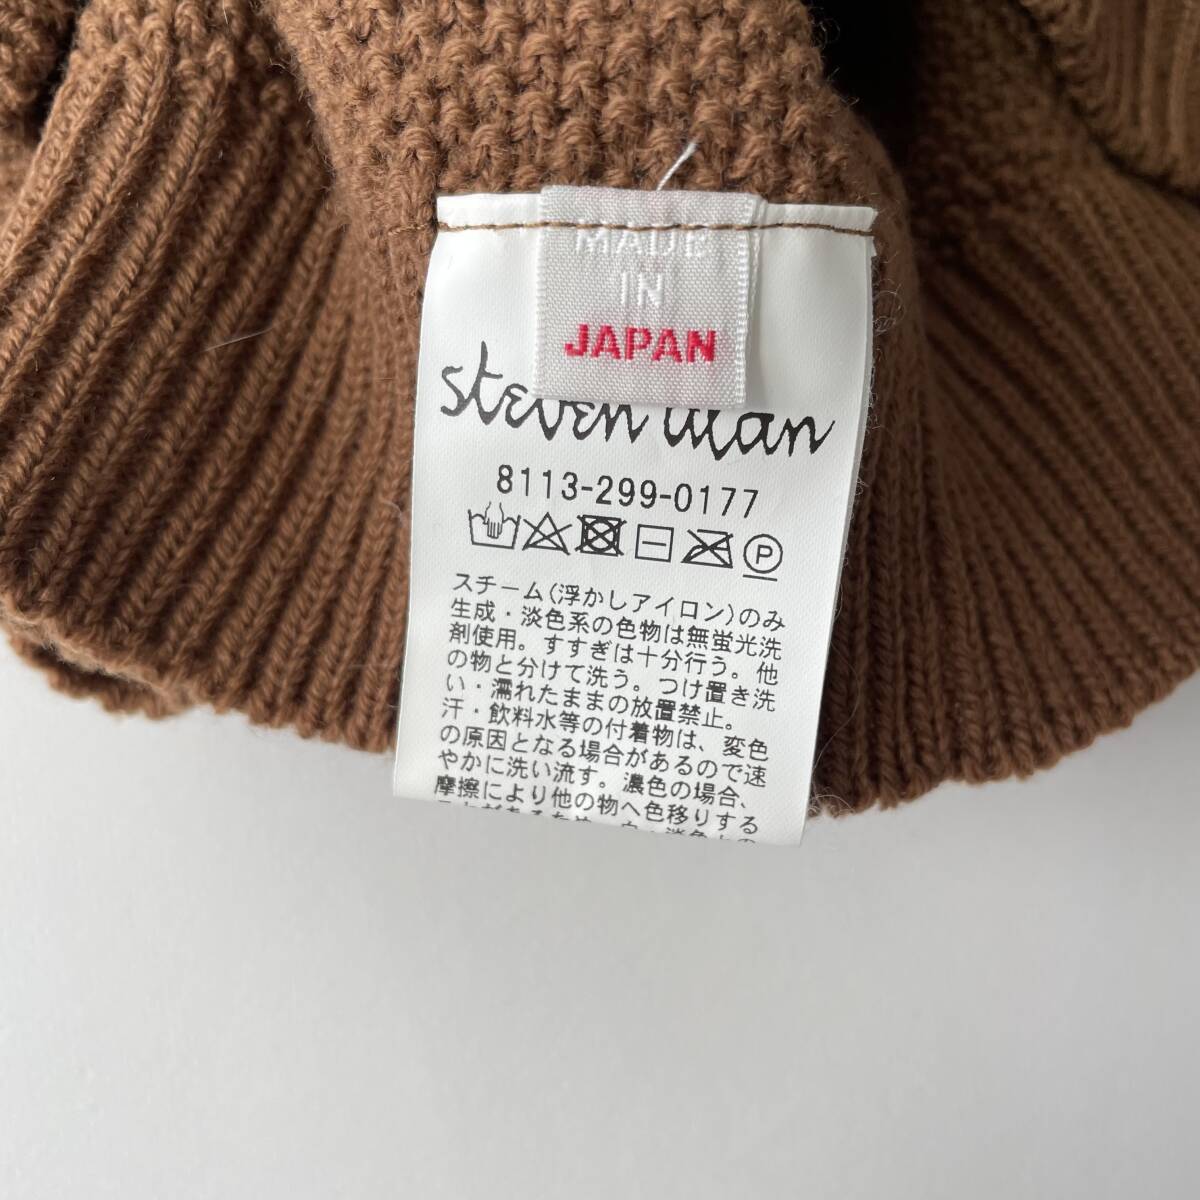 MADE
IN
JAPAN
steven alan
8113-299-0177
P
スチーム(浮かしアイロン)のみ
生成・淡色系の色物は無蛍光洗
剤使用。すすぎは十分行う。他
の物と分けて洗う。つけ置き洗
い・濡れたままの放置禁止。
汗・飲料水等の付着物は、変色
の原因となる場合があるので速
やかに洗い流す。濃色の場合、
摩擦により他の物へ色移りする